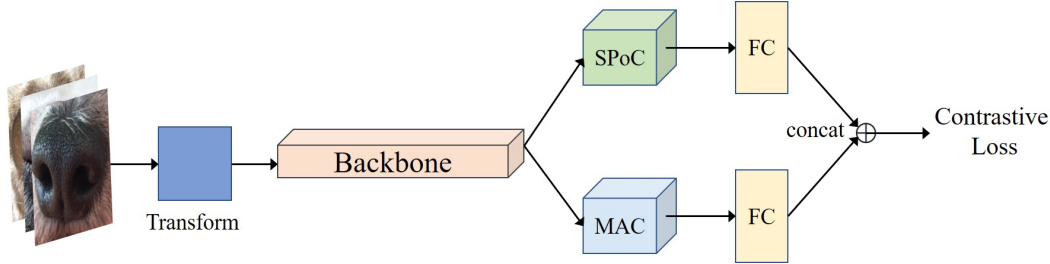 Transform
Backbone
SPoC
FC
MAC
FC
concat
Contrastive
Loss